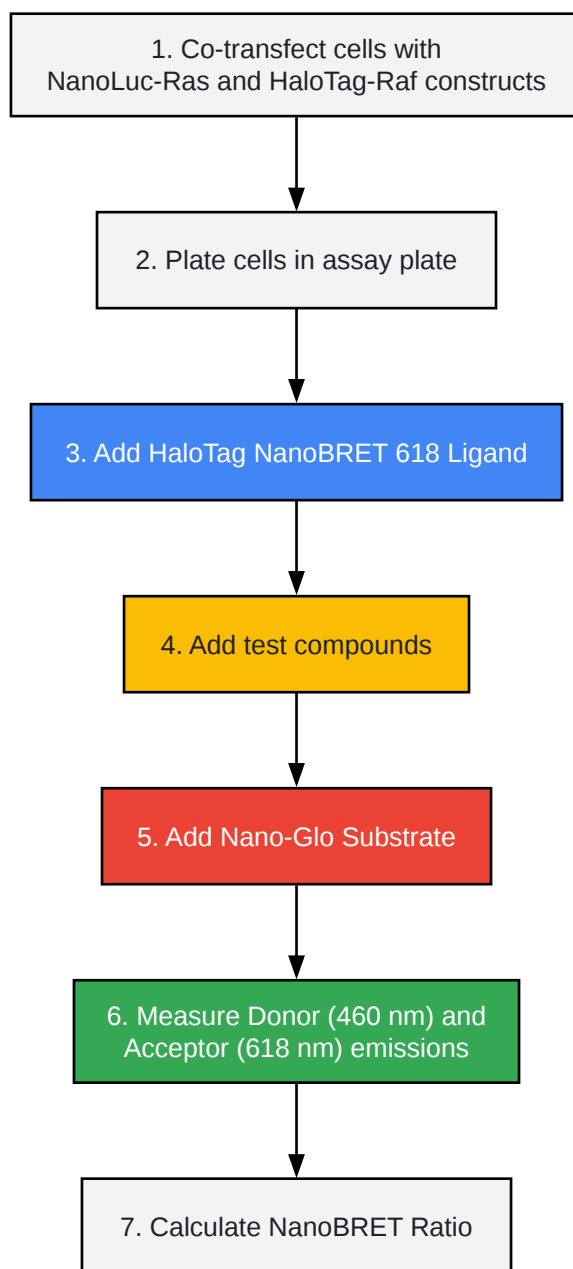 1. Co-transfect cells with
NanoLuc-Ras and HaloTag-Raf constructs
2. Plate cells in assay plate
3. Add HaloTag NanoBRET 618 Ligand
4. Add test compounds
5. Add Nano-Glo Substrate
6. Measure Donor (460 nm) and
Acceptor (618 nm) emissions
7. Calculate NanoBRET Ratio